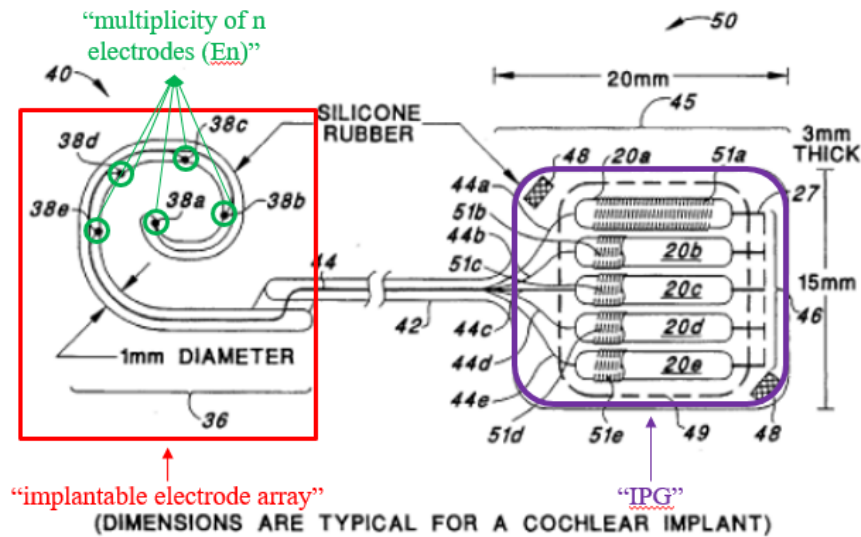 “multiplicity of n
electrodes (En)”
50
40
20mm
45
SILICONE
RUBBER
3mm
THICK
38c
38d
48
20a
51a
27
44a
51b
38e
38a
38b
44b
20b
51c
44
20c
15mm
46
42
44c
20d
1mm DIAMETER
44d
20e
44e
36
51d
51e
49
48
“implantable electrode array”
“IPG”
(DIMENSIONS ARE TYPICAL FOR A COCHLEAR IMPLANT)